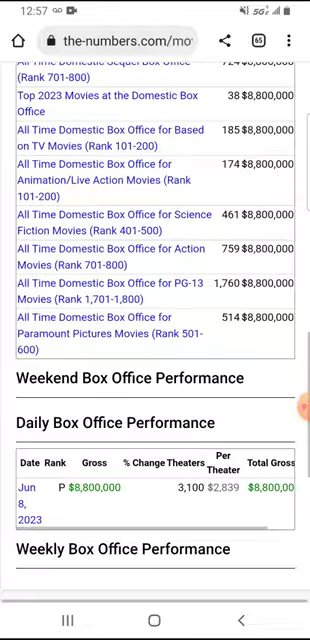 12:57
5G
the-numbers.com/mo
65
All Time Domestic Sequel Box Office 724 $8,800,000
(Rank 701-800)
Top 2023 Movies at the Domestic Box 38 $8,800,000
Office
All Time Domestic Box Office for Based 185 $8,800,000
on TV Movies (Rank 101-200)
All Time Domestic Box Office for 174 $8,800,000
Animation/Live Action Movies (Rank
101-200)
All Time Domestic Box Office for Science 461 $8,800,000
Fiction Movies (Rank 401-500)
All Time Domestic Box Office for Action 759 $8,800,000
Movies (Rank 701-800)
All Time Domestic Box Office for PG-13 1,760 $8,800,000
Movies (Rank 1,701-1,800)
All Time Domestic Box Office for 514 $8,800,000
Paramount Pictures Movies (Rank 501-
600)
Weekend Box Office Performance
Daily Box Office Performance
Date Rank Gross % Change Theaters Per Theater Total Gross
Jun 8, 2023 P $8,800,000 3,100 $2,839 $8,800,00
Weekly Box Office Performance